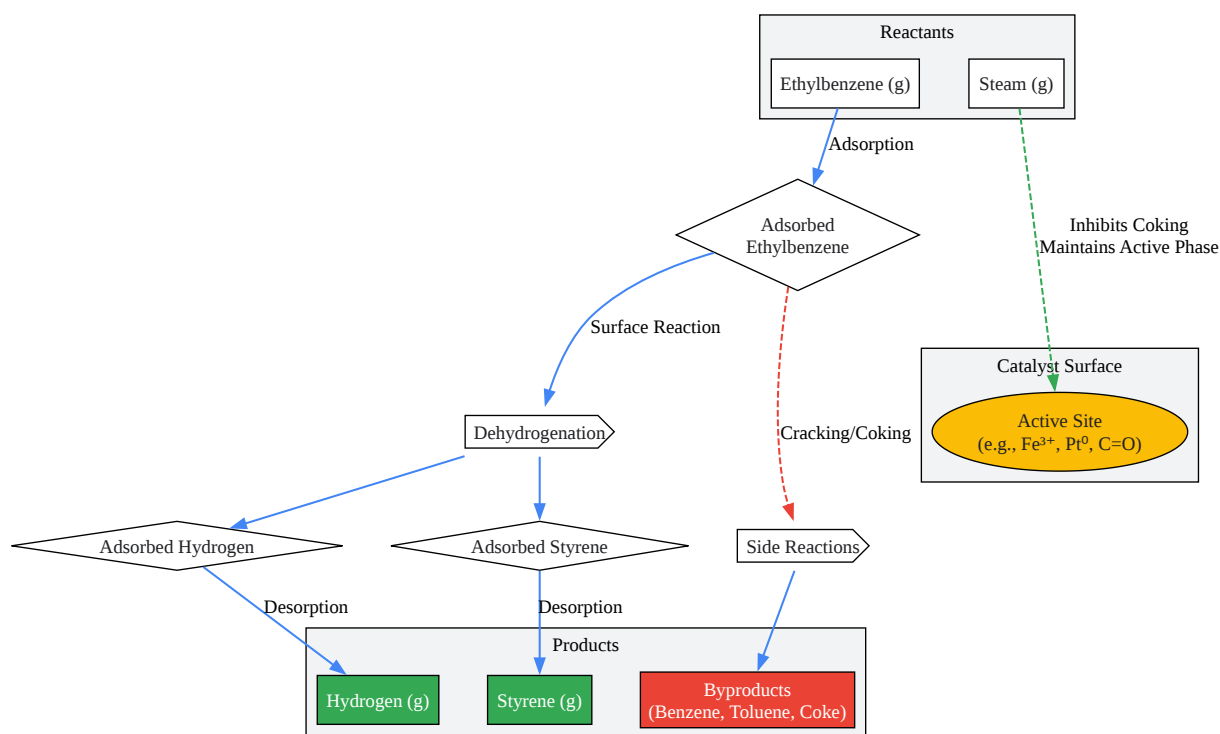 Reactants
Ethylbenzene (g)
Steam (g)
Adsorption
Adsorbed
Ethylbenzene
Inhibits Coking
Maintains Active Phase
Surface Reaction
Catalyst Surface
Active Site
(e.g., Fe³⁺, Pt⁰, C=O)
Dehydrogenation
Cracking/Coking
Adsorbed Hydrogen
Adsorbed Styrene
Side Reactions
Desorption
Desorption
Products
Hydrogen (g)
Styrene (g)
Byproducts
(Benzene, Toluene, Coke)